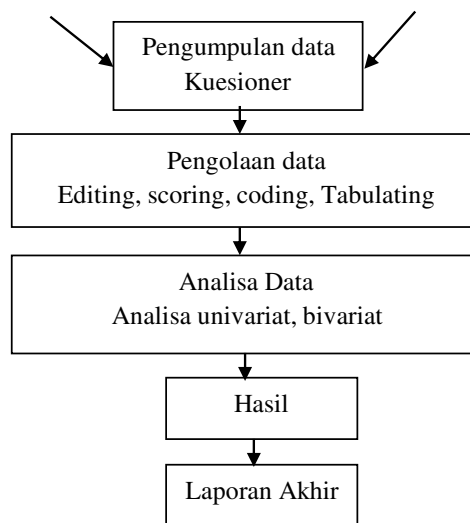 Pengumpulan data
Kuesioner
Pengolaan data
Editing, scoring, coding, Tabulating
Analisa Data
Analisa univariat, bivariat
Hasil
Laporan Akhir